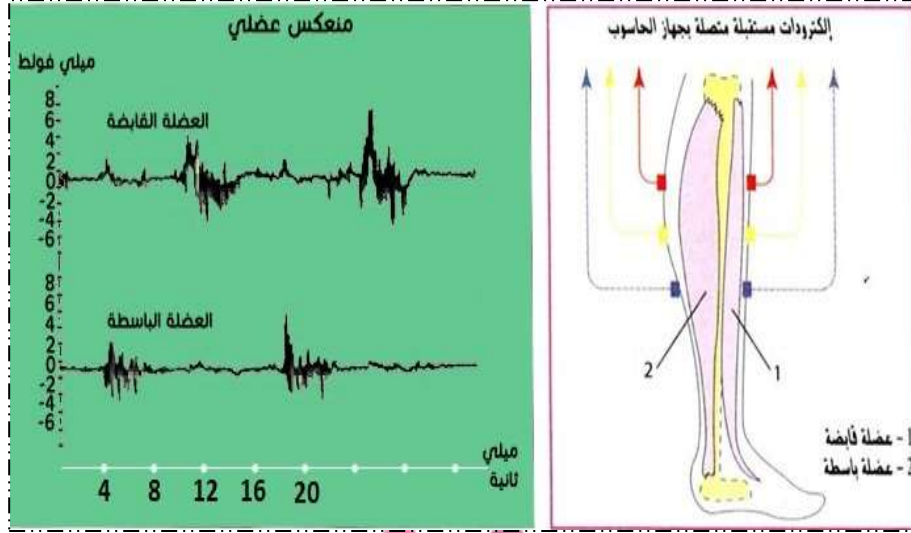 منعكس عضلي
ميلي فولط
8
6
4
2
0
-2
-4
-6
العضلة القابضة
8
6
4
2
0
-2
-4
-6
العضلة الباسطة
4 8 12 16 20
ميلي
ثانية
إلكترودات مستقبلة متصلة بجهاز الحاسوب
2
1
1 - عضلة قابضة
2 - عضلة باسطة